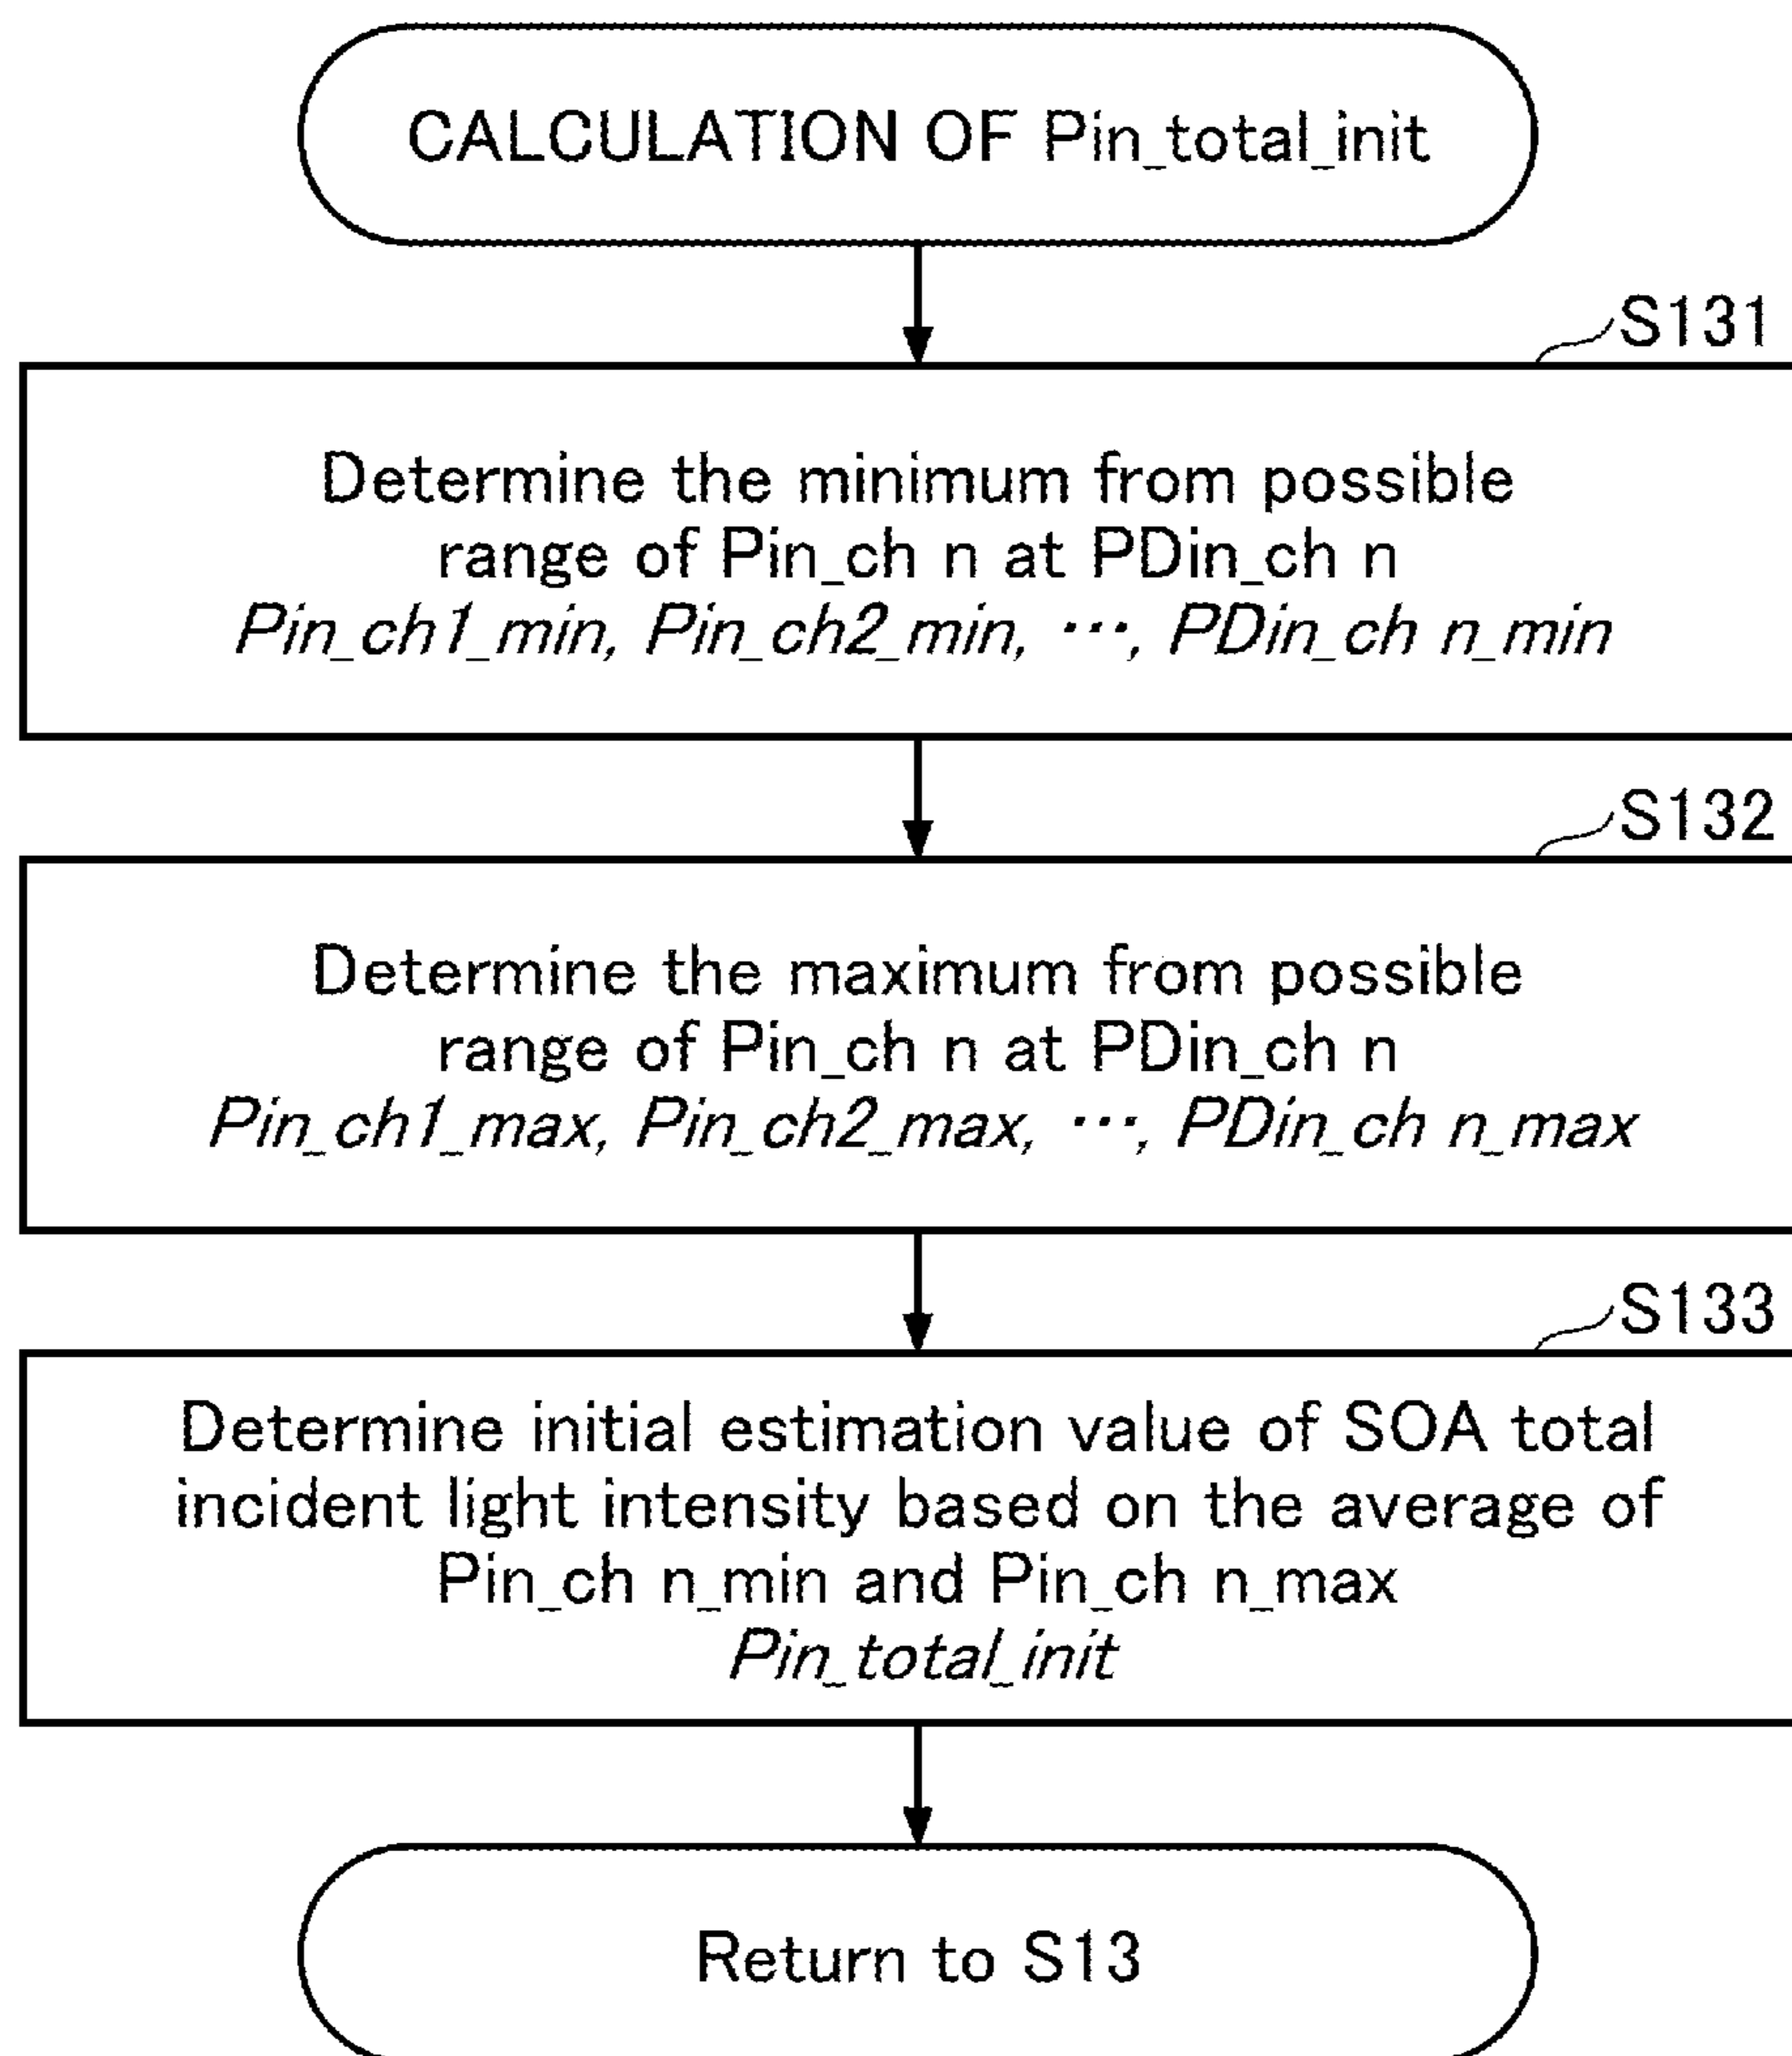 CALCULATION OF Pin_total_init
S131
Determine the minimum from possible
range of Pin_ch n at PDin_ch n
Pin_ch1_min, Pin_ch2_min, ···, PDin_ch n_min
S132
Determine the maximum from possible
range of Pin_ch n at PDin_ch n
Pin_ch1_max, Pin_ch2_max, ···, PDin_ch n_max
S133
Determine initial estimation value of SOA total
incident light intensity based on the average of
Pin_ch n_min and Pin_ch n_max
Pin_total_init
Return to S13